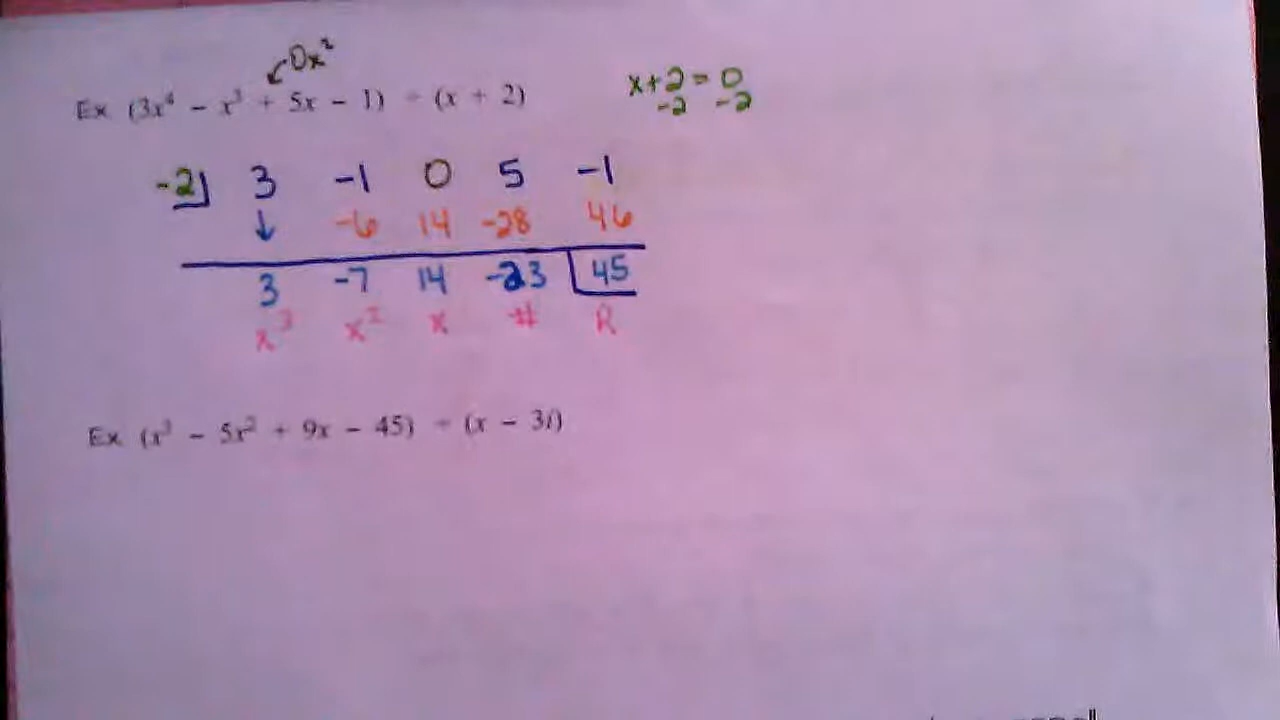 ↙0x²
Ex (3x⁴ − x³ + 5x − 1) ÷ (x + 2)
x+2=0
-2 -2
-2 3 -1 0 5 -1
↓ -6 14 -28 46
3 -7 14 -23 45
x³ x² x # R
Ex (x³ − 5x² + 9x − 45) ÷ (x − 3i)